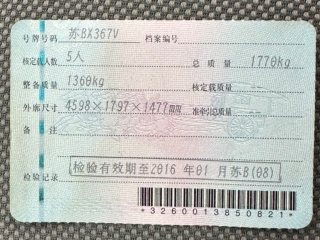 号牌号码 苏BX367V 档案编号
核定载人数 5人 总质量 1770kg
整备质量 1360kg 核定载质量
外廓尺寸 4598×1797×1477mm 准牵引总质量
备注
检验有效期至2016 年 01 月苏B(08)
检验记录
*3260013850821*